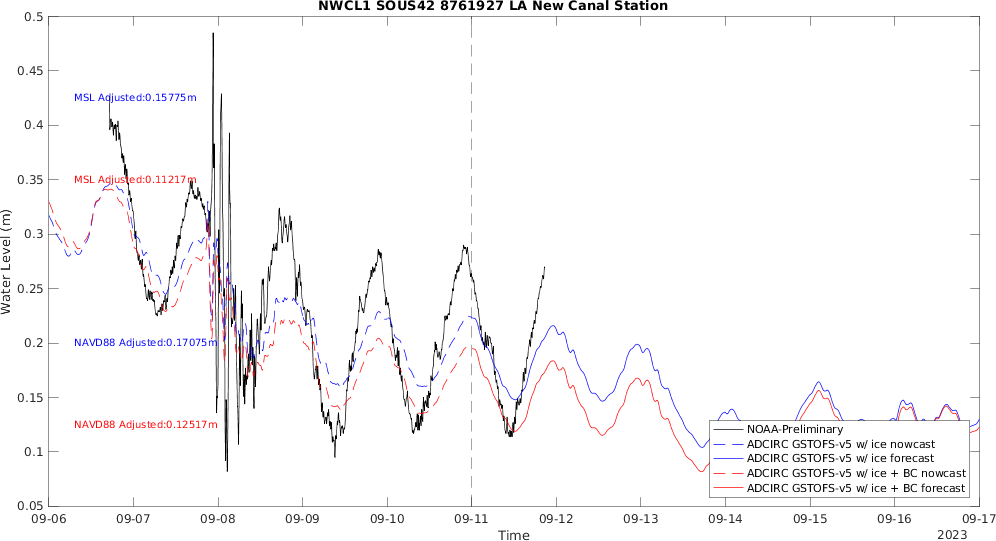 NWCL1 SOUS42 8761927 LA New Canal Station
0.5
0.45
0.4
0.35
0.3
0.25
0.2
0.15
0.1
0.05
Water Level (m)
MSL Adjusted:0.15775m
MSL Adjusted:0.11217m
NAVD88 Adjusted:0.17075m
NAVD88 Adjusted:0.12517m
NOAA-Preliminary
ADCIRC GSTOFS-v5 w/ ice nowcast
ADCIRC GSTOFS-v5 w/ ice forecast
ADCIRC GSTOFS-v5 w/ ice + BC nowcast
ADCIRC GSTOFS-v5 w/ ice + BC forecast
09-06 09-07 09-08 09-09 09-10 09-11 09-12 09-13 09-14 09-15 09-16 09-17
Time
2023